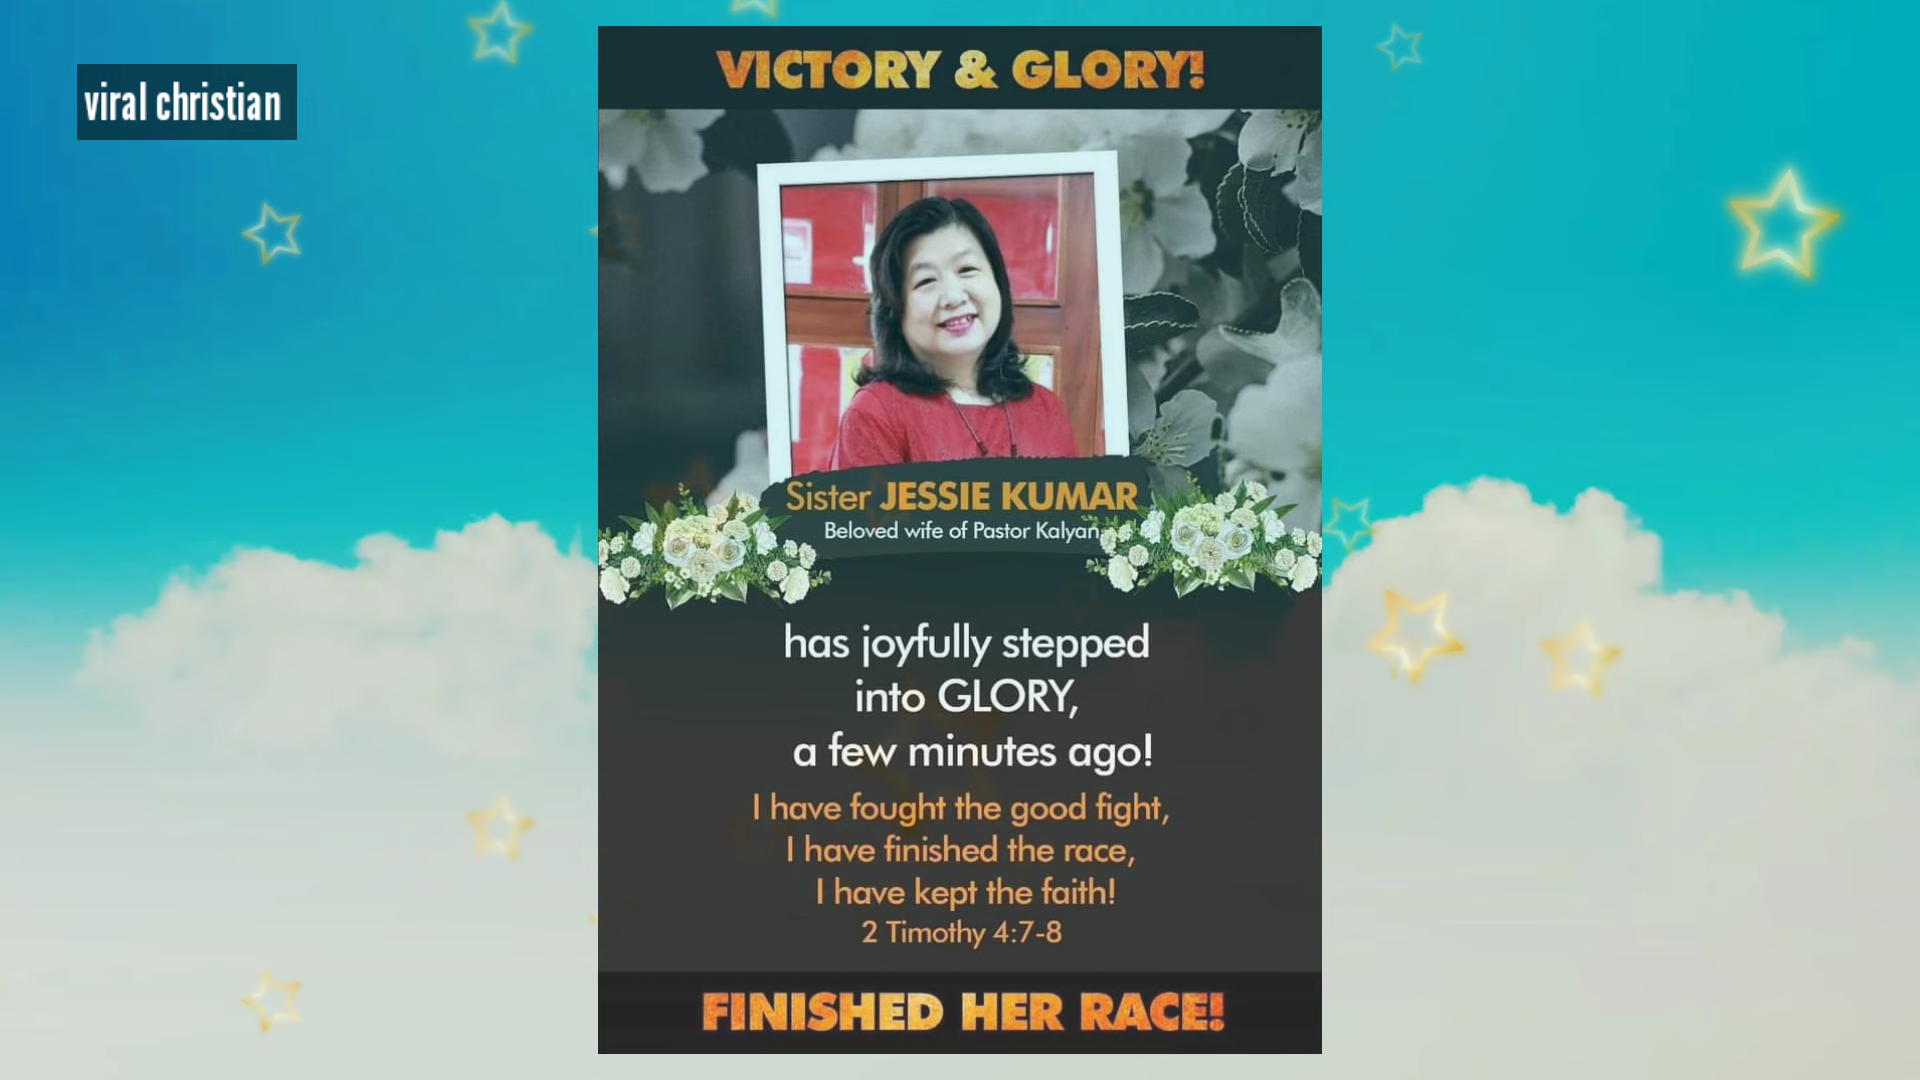 viral christian
VICTORY & GLORY!
Sister JESSIE KUMAR
Beloved wife of Pastor Kalyan
has joyfully stepped
into GLORY,
a few minutes ago!
I have fought the good fight,
I have finished the race,
I have kept the faith!
2 Timothy 4:7-8
FINISHED HER RACE!